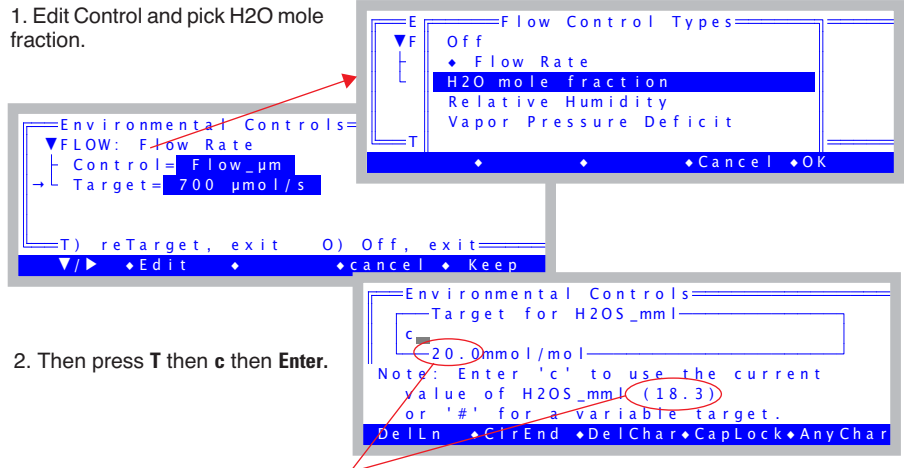 1. Edit Control and pick H2O mole
fraction.
E
Flow Control Types
▼F
Off
◆ Flow Rate
H2O mole fraction
Relative Humidity
Vapor Pressure Deficit
T
◆ ◆ ◆Cancel ◆OK
Environmental Controls
▼FLOW: Flow Rate
Control= Flow_µm
→ Target= 700 µmol/s
T) reTarget, exit O) Off, exit
▼/▶ ◆Edit ◆ ◆cancel ◆ Keep
2. Then press T then c then Enter.
Environmental Controls
Target for H2OS_mml
c_
20.0mmol/mol
Note: Enter 'c' to use the current
value of H2OS_mml (18.3)
or '#' for a variable target.
DelLn ◆ClrEnd ◆DelChar◆CapLock◆AnyChar